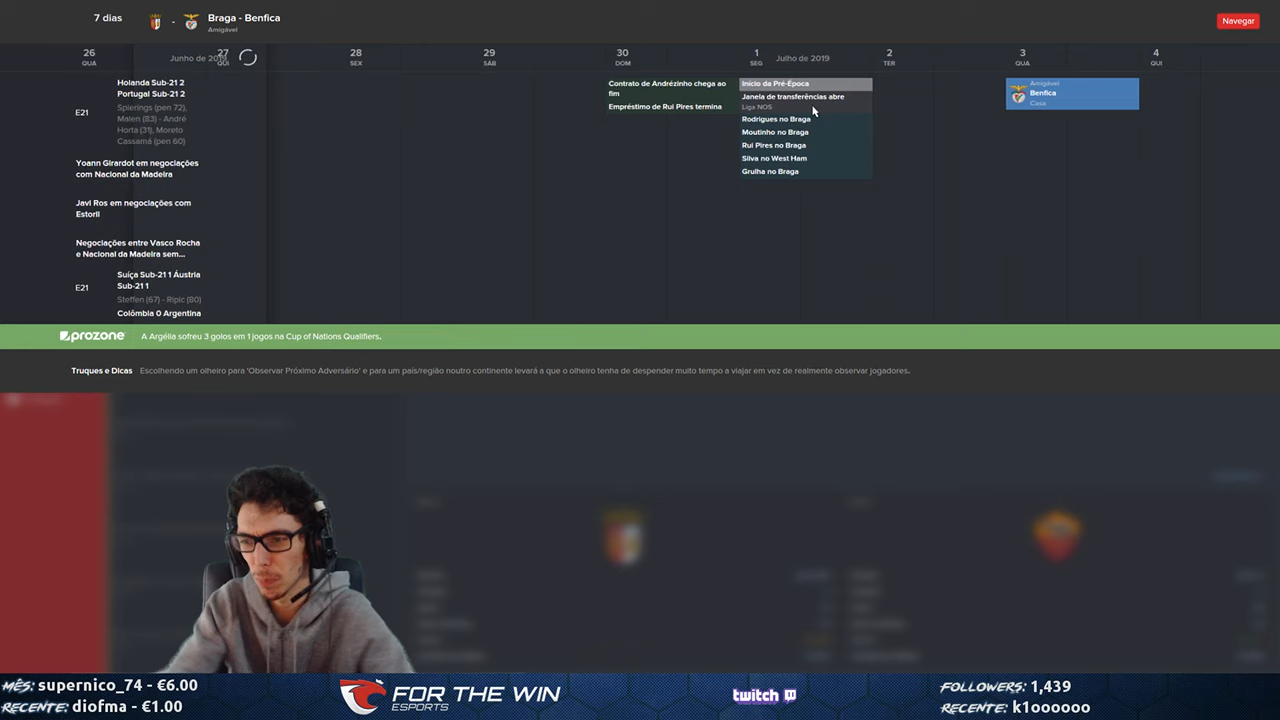 7 dias
Braga - Benfica
Amigável
Navegar
26
QUA
Junho de 2019
27
QUI
28
SEX
29
SÁB
30
DOM
1
SEG
Julho de 2019
2
TER
3
QUA
4
QUI
E21
Holanda Sub-21 2
Portugal Sub-21 2
Spierings (pen 72),
Malen (83) - André
Horta (31), Moreto
Cassamá (pen 60)
Yoann Girardot em negociações
com Nacional da Madeira
Javi Ros em negociações com
Estoril
Negociações entre Vasco Rocha
e Nacional da Madeira sem...
E21
Suíça Sub-21 1 Áustria
Sub-21 1
Steffen (67) - Ripic (80)
Colômbia 0 Argentina
Contrato de Andrézinho chega ao
fim
Empréstimo de Rui Pires termina
Início da Pré-Época
Janela de transferências abre
Liga NOS
Rodrigues no Braga
Moutinho no Braga
Rui Pires no Braga
Silva no West Ham
Grulha no Braga
Amigável
Benfica
Casa
prozone
A Argélia sofreu 3 golos em 1 jogos na Cup of Nations Qualifiers.
Truques e Dicas
Escolhendo um olheiro para 'Observar Próximo Adversário' e para um país/região noutro continente levará a que o olheiro tenha de despender muito tempo a viajar em vez de realmente observar jogadores.
MÊS: supernico_74 - €6.00
RECENTE: diofma - €1.00
FOR THE WIN
ESPORTS
twitch
FOLLOWERS: 1,439
RECENTE: k1oooooo